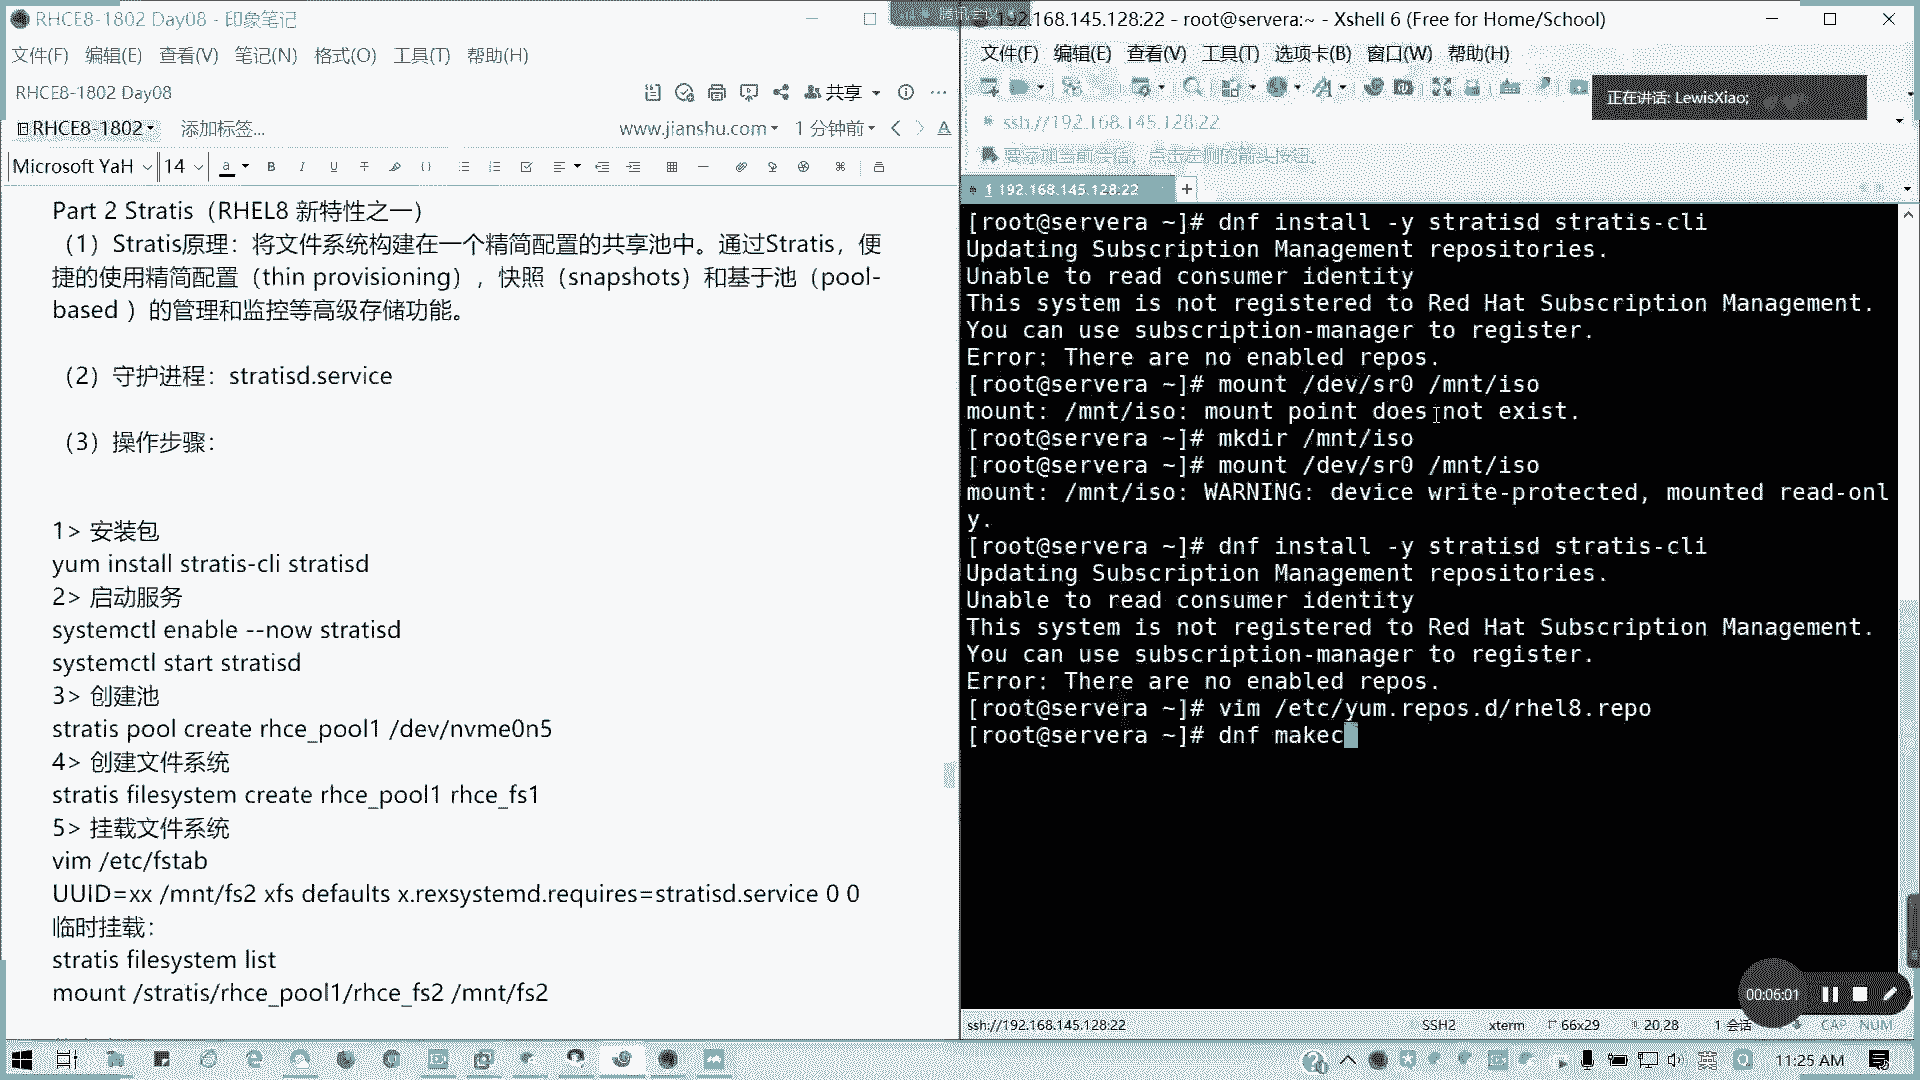 RHCE8-1802 Day08 - 印象笔记
文件(F) 编辑(E) 查看(V) 笔记(N) 格式(O) 工具(T) 帮助(H)
RHCE8-1802 Day08
共享
RHCE8-1802 添加标签...
www.jianshu.com 1 分钟前
Microsoft YaH 14
Part 2 Stratis（RHEL8 新特性之一）
（1）Stratis原理：将文件系统构建在一个精简配置的共享池中。通过Stratis，便
捷的使用精简配置（thin provisioning），快照（snapshots）和基于池（pool-
based ）的管理和监控等高级存储功能。
（2）守护进程：stratisd.service
（3）操作步骤：
1> 安装包
yum install stratis-cli stratisd
2> 启动服务
systemctl enable --now stratisd
systemctl start stratisd
3> 创建池
stratis pool create rhce_pool1 /dev/nvme0n5
4> 创建文件系统
stratis filesystem create rhce_pool1 rhce_fs1
5> 挂载文件系统
vim /etc/fstab
UUID=xx /mnt/fs2 xfs defaults x.rexsystemd.requires=stratisd.service 0 0
临时挂载：
stratis filesystem list
mount /stratis/rhce_pool1/rhce_fs2 /mnt/fs2
192.168.145.128:22 - root@servera:~ - Xshell 6 (Free for Home/School)
文件(F) 编辑(E) 查看(V) 工具(T) 选项卡(B) 窗口(W) 帮助(H)
正在讲话: LewisXiao;
ssh://192.168.145.128:22
要添加当前会话，点击左侧的箭头按钮。
1 192.168.145.128:22
[root@servera ~]# dnf install -y stratisd stratis-cli
Updating Subscription Management repositories.
Unable to read consumer identity
This system is not registered to Red Hat Subscription Management.
You can use subscription-manager to register.
Error: There are no enabled repos.
[root@servera ~]# mount /dev/sr0 /mnt/iso
mount: /mnt/iso: mount point does not exist.
[root@servera ~]# mkdir /mnt/iso
[root@servera ~]# mount /dev/sr0 /mnt/iso
mount: /mnt/iso: WARNING: device write-protected, mounted read-onl
y.
[root@servera ~]# dnf install -y stratisd stratis-cli
Updating Subscription Management repositories.
Unable to read consumer identity
This system is not registered to Red Hat Subscription Management.
You can use subscription-manager to register.
Error: There are no enabled repos.
[root@servera ~]# vim /etc/yum.repos.d/rhel8.repo
[root@servera ~]# dnf makec
00:06:01
ssh://192.168.145.128:22 SSH2 xterm 66x29 20,28 1 会话 CAP NUM
英
11:25 AM